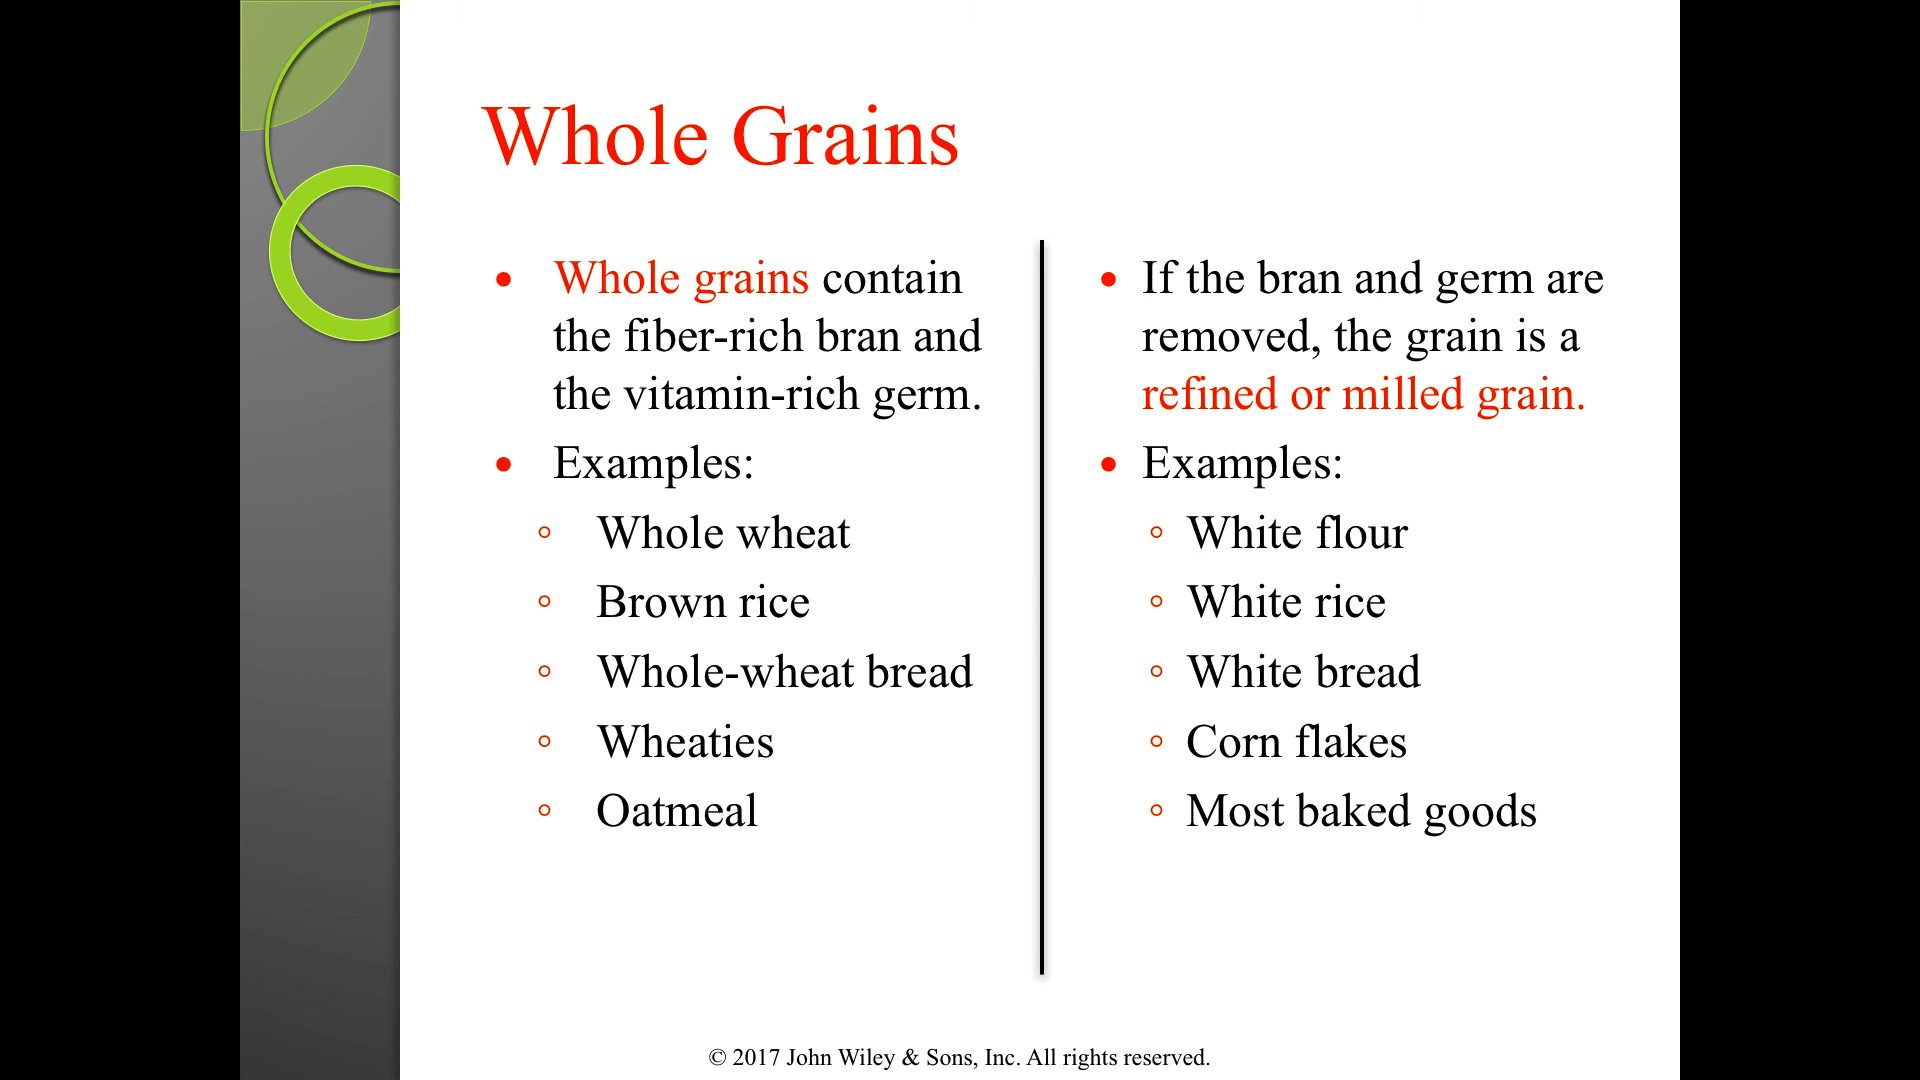 Whole Grains
Whole grains contain
the fiber-rich bran and
the vitamin-rich germ.
Examples:
Whole wheat
Brown rice
Whole-wheat bread
Wheaties
Oatmeal
If the bran and germ are
removed, the grain is a
refined or milled grain.
Examples:
White flour
White rice
White bread
Corn flakes
Most baked goods
© 2017 John Wiley & Sons, Inc. All rights reserved.